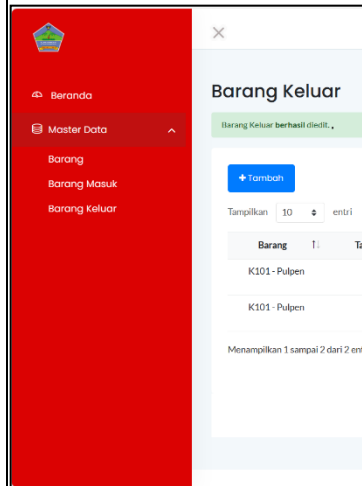 Beranda
Master Data
Barang
Barang Masuk
Barang Keluar
Barang Keluar
Barang Keluar berhasil diedit. ,
+Tambah
Tampilkan 10 entri
Barang
K101 - Pulpen
K101 - Pulpen
Menampilkan 1 sampai 2 dari 2